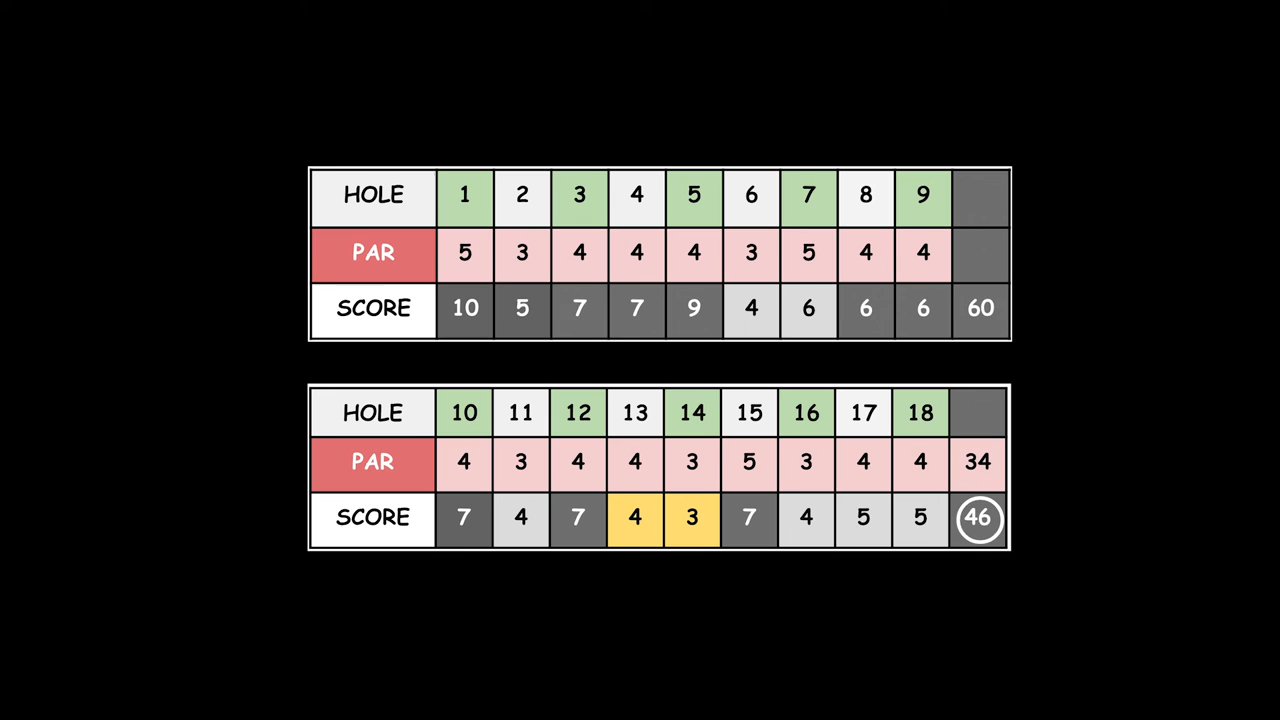 HOLE 1 2 3 4 5 6 7 8 9
PAR 5 3 4 4 4 3 5 4 4
SCORE 10 5 7 7 9 4 6 6 6 60
HOLE 10 11 12 13 14 15 16 17 18
PAR 4 3 4 4 3 5 3 4 4 34
SCORE 7 4 7 4 3 7 4 5 5 46